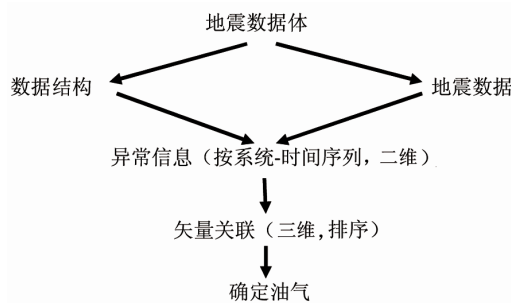 地震数据体
数据结构
地震数据
异常信息（按系统-时间序列，二维）
矢量关联（三维,排序）
确定油气